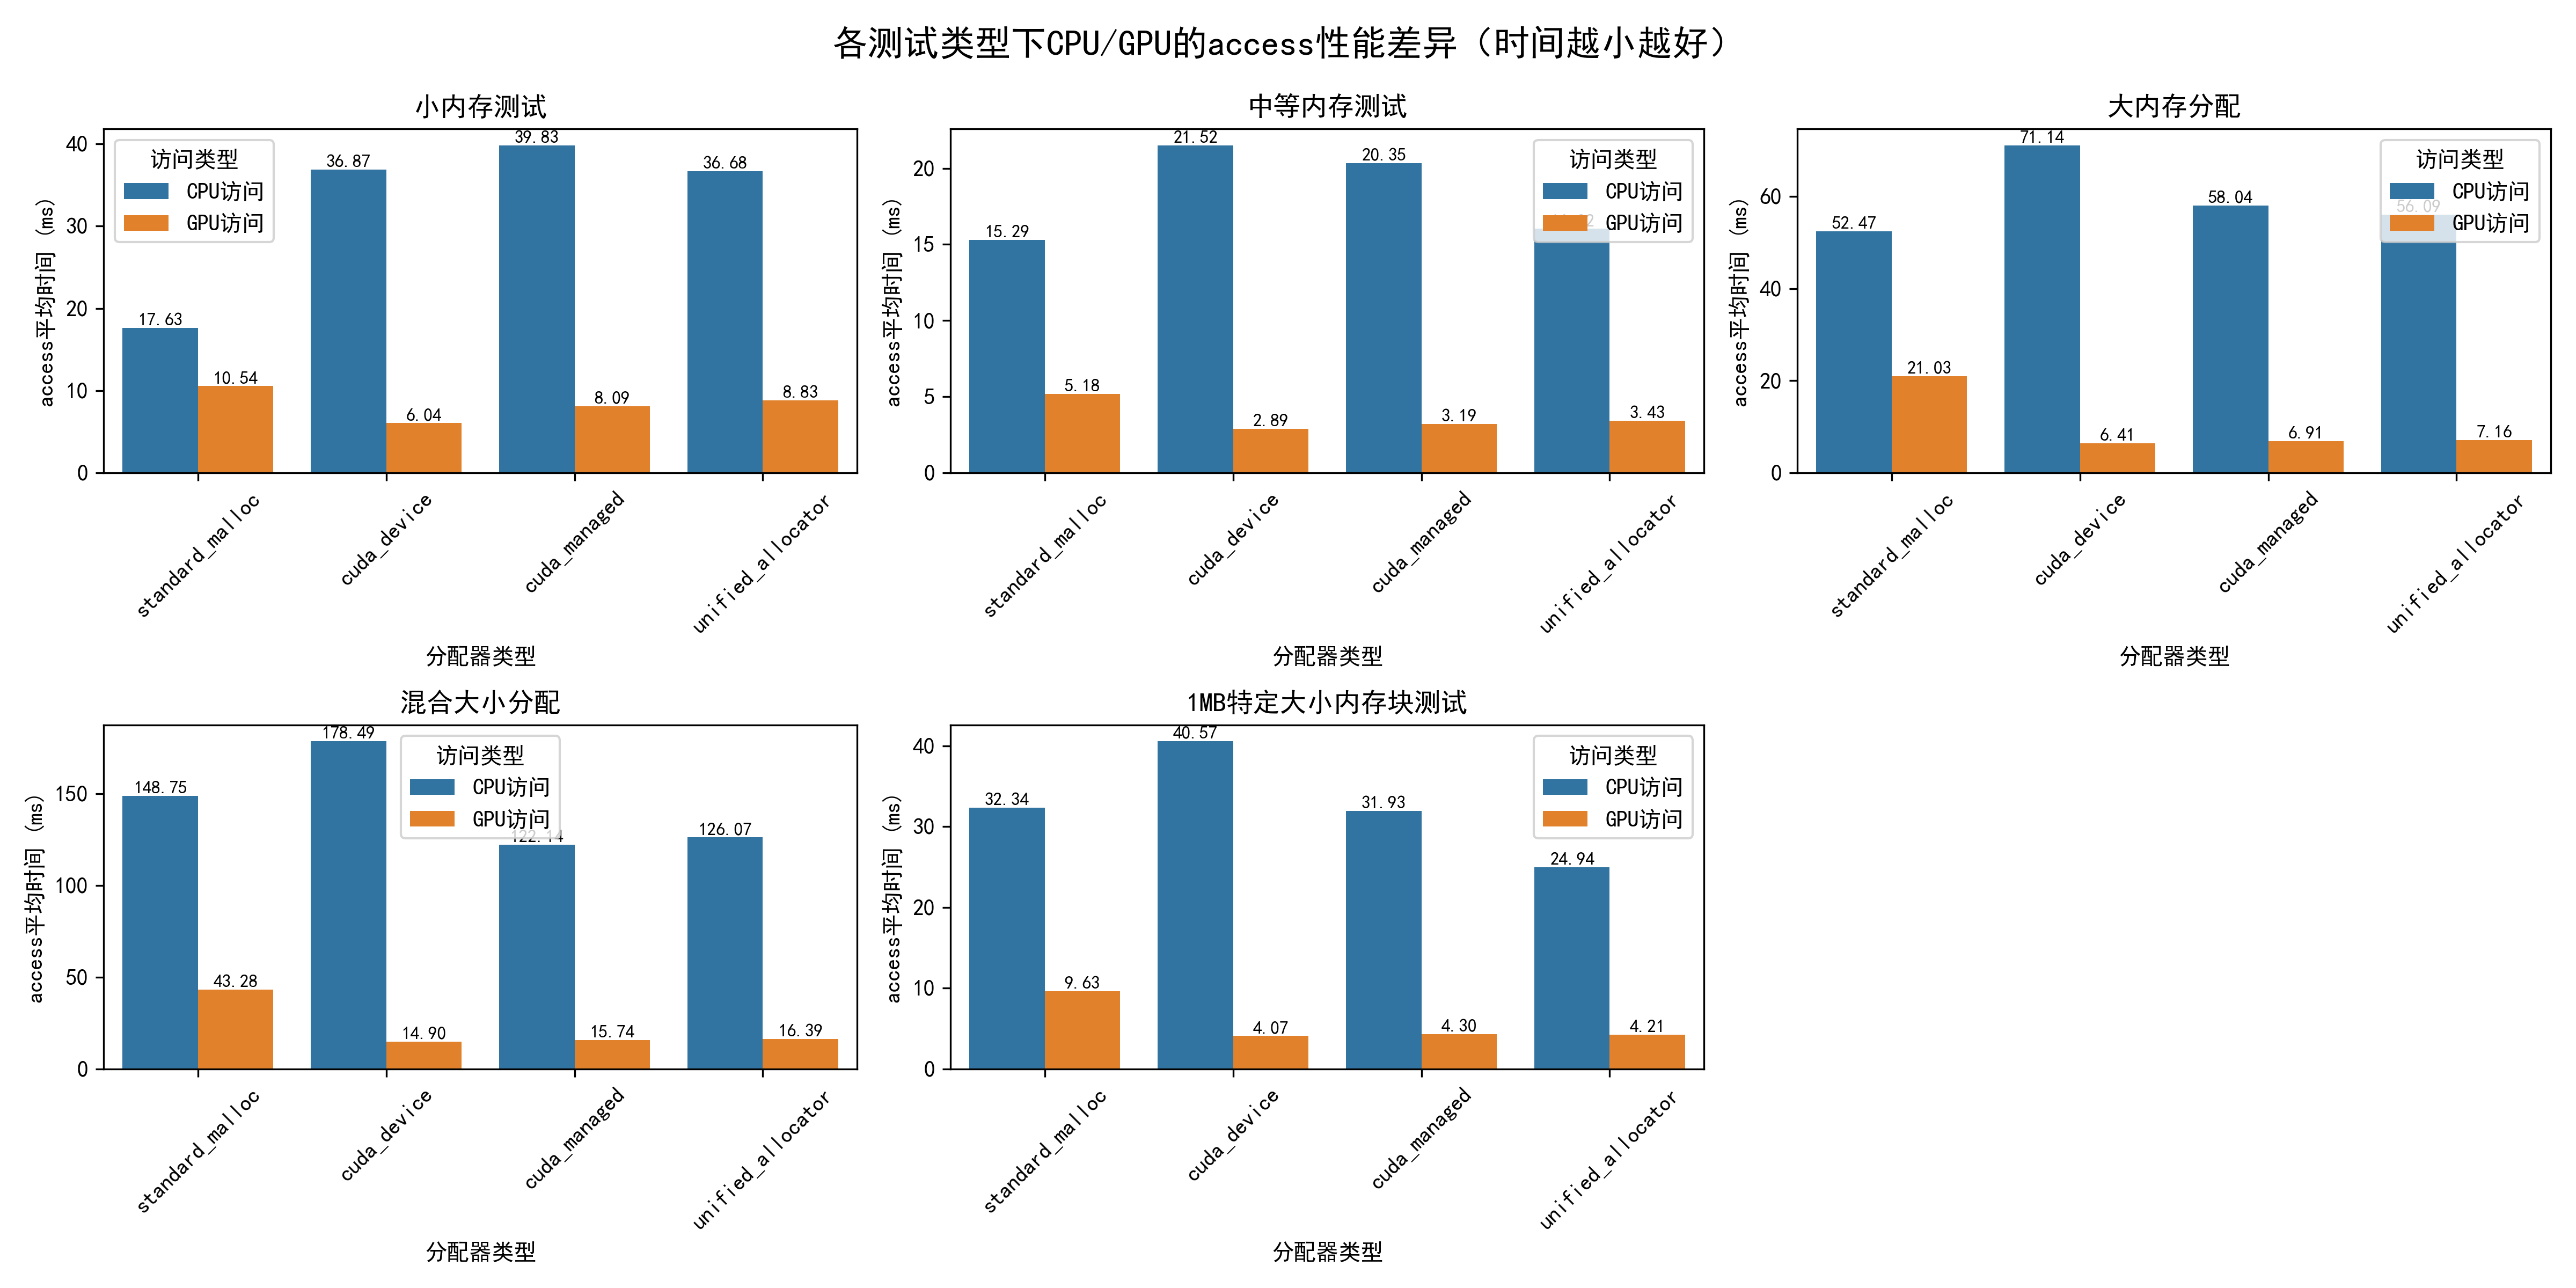 各测试类型下CPU/GPU的access性能差异（时间越小越好）
小内存测试
access平均时间 (ms)
40
30
20
10
0
访问类型
CPU访问
GPU访问
17.63
10.54
36.87
6.04
39.83
8.09
36.68
8.83
standard_malloc
cuda_device
cuda_managed
unified_allocator
分配器类型
中等内存测试
access平均时间 (ms)
20
15
10
5
0
访问类型
CPU访问
GPU访问
15.29
5.18
21.52
2.89
20.35
3.19
3.43
standard_malloc
cuda_device
cuda_managed
unified_allocator
分配器类型
大内存分配
access平均时间 (ms)
60
40
20
0
访问类型
CPU访问
GPU访问
52.47
21.03
71.14
6.41
58.04
6.91
56.09
7.16
standard_malloc
cuda_device
cuda_managed
unified_allocator
分配器类型
混合大小分配
access平均时间 (ms)
150
100
50
0
访问类型
CPU访问
GPU访问
148.75
43.28
178.49
14.90
122.14
15.74
126.07
16.39
standard_malloc
cuda_device
cuda_managed
unified_allocator
分配器类型
1MB特定大小内存块测试
access平均时间 (ms)
40
30
20
10
0
访问类型
CPU访问
GPU访问
32.34
9.63
40.57
4.07
31.93
4.30
24.94
4.21
standard_malloc
cuda_device
cuda_managed
unified_allocator
分配器类型